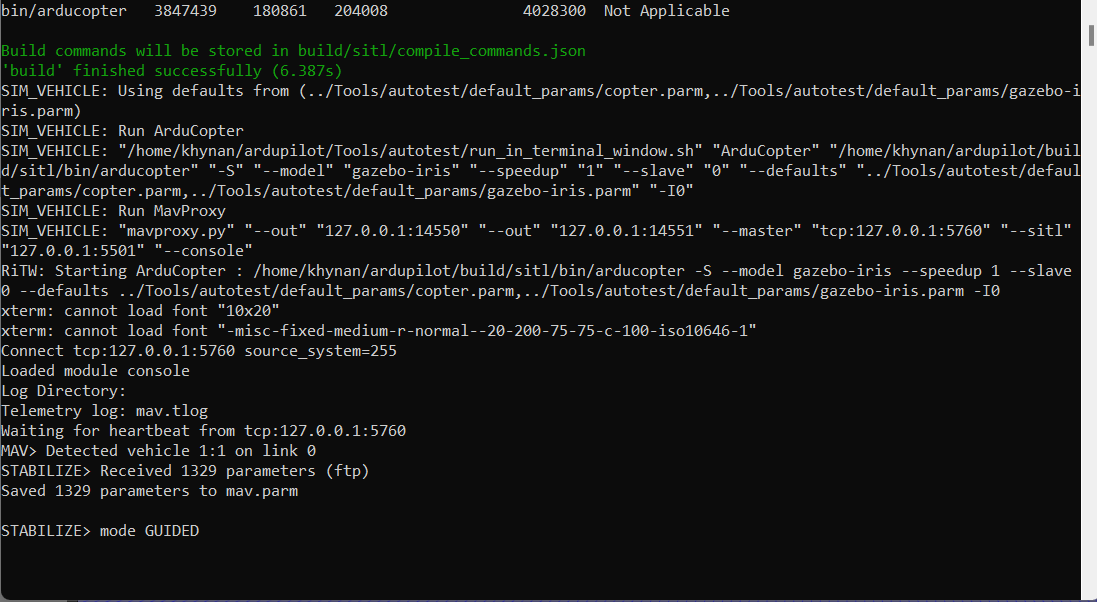 bin/arducopter   3847439    180861   204008               4028300  Not Applicable
Build commands will be stored in build/sitl/compile_commands.json
'build' finished successfully (6.387s)
SIM_VEHICLE: Using defaults from (../Tools/autotest/default_params/copter.parm,../Tools/autotest/default_params/gazebo-i
ris.parm)
SIM_VEHICLE: Run ArduCopter
SIM_VEHICLE: "/home/khynan/ardupilot/Tools/autotest/run_in_terminal_window.sh" "ArduCopter" "/home/khynan/ardupilot/buil
d/sitl/bin/arducopter" "-S" "--model" "gazebo-iris" "--speedup" "1" "--slave" "0" "--defaults" "../Tools/autotest/defaul
t_params/copter.parm,../Tools/autotest/default_params/gazebo-iris.parm" "-I0"
SIM_VEHICLE: Run MavProxy
SIM_VEHICLE: "mavproxy.py" "--out" "127.0.0.1:14550" "--out" "127.0.0.1:14551" "--master" "tcp:127.0.0.1:5760" "--sitl"
"127.0.0.1:5501" "--console"
RiTW: Starting ArduCopter : /home/khynan/ardupilot/build/sitl/bin/arducopter -S --model gazebo-iris --speedup 1 --slave
0 --defaults ../Tools/autotest/default_params/copter.parm,../Tools/autotest/default_params/gazebo-iris.parm -I0
xterm: cannot load font "10x20"
xterm: cannot load font "-misc-fixed-medium-r-normal--20-200-75-75-c-100-iso10646-1"
Connect tcp:127.0.0.1:5760 source_system=255
Loaded module console
Log Directory:
Telemetry log: mav.tlog
Waiting for heartbeat from tcp:127.0.0.1:5760
MAV> Detected vehicle 1:1 on link 0
STABILIZE> Received 1329 parameters (ftp)
Saved 1329 parameters to mav.parm
STABILIZE> mode GUIDED